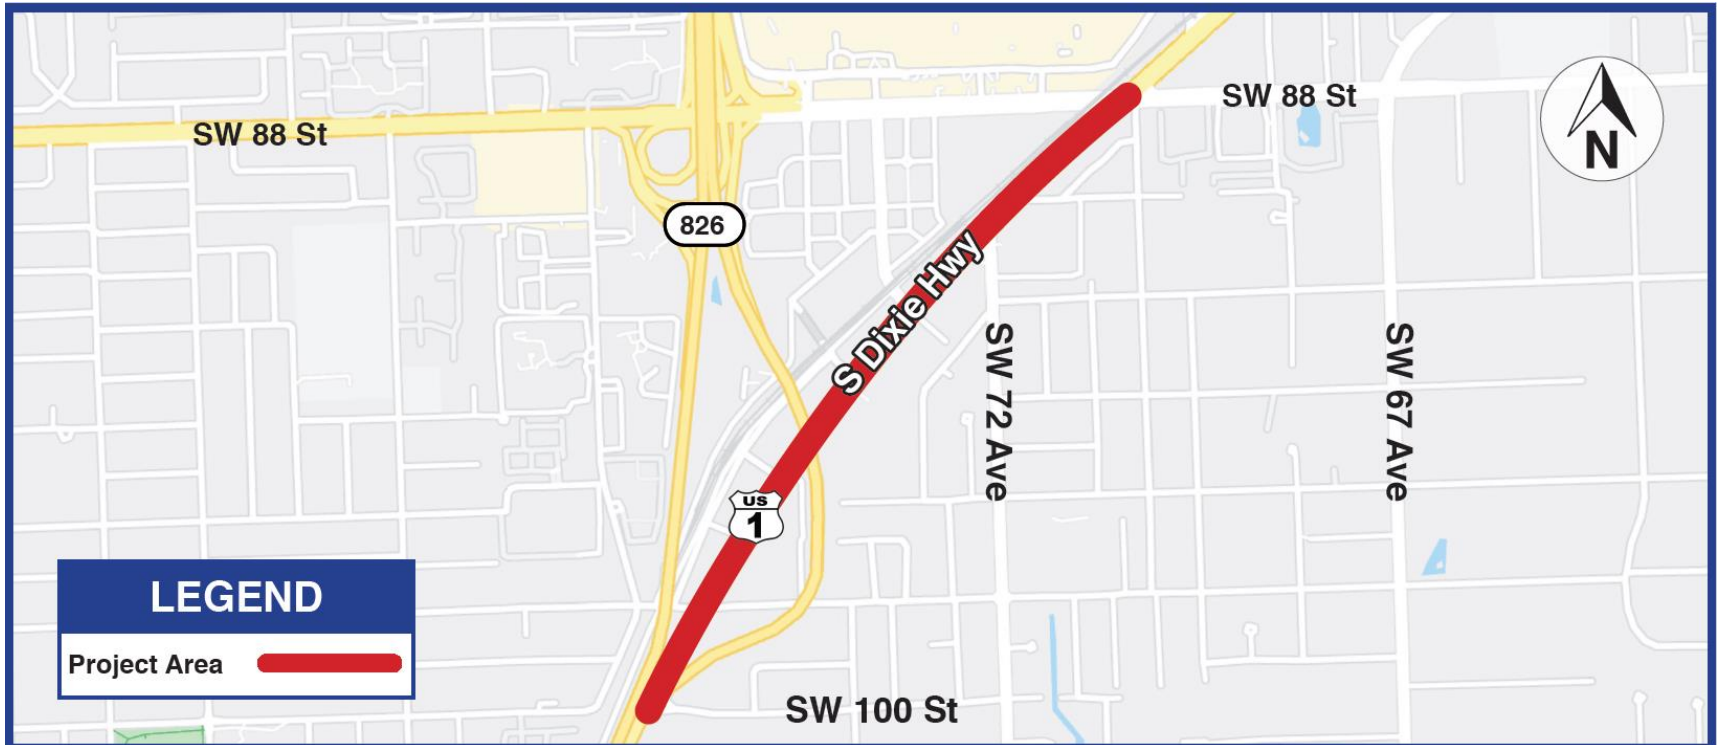 SW 88 St
SW 88 St
N
826
S Dixie Hwy
SW 72 Ave
SW 67 Ave
US
1
LEGEND
Project Area
SW 100 St